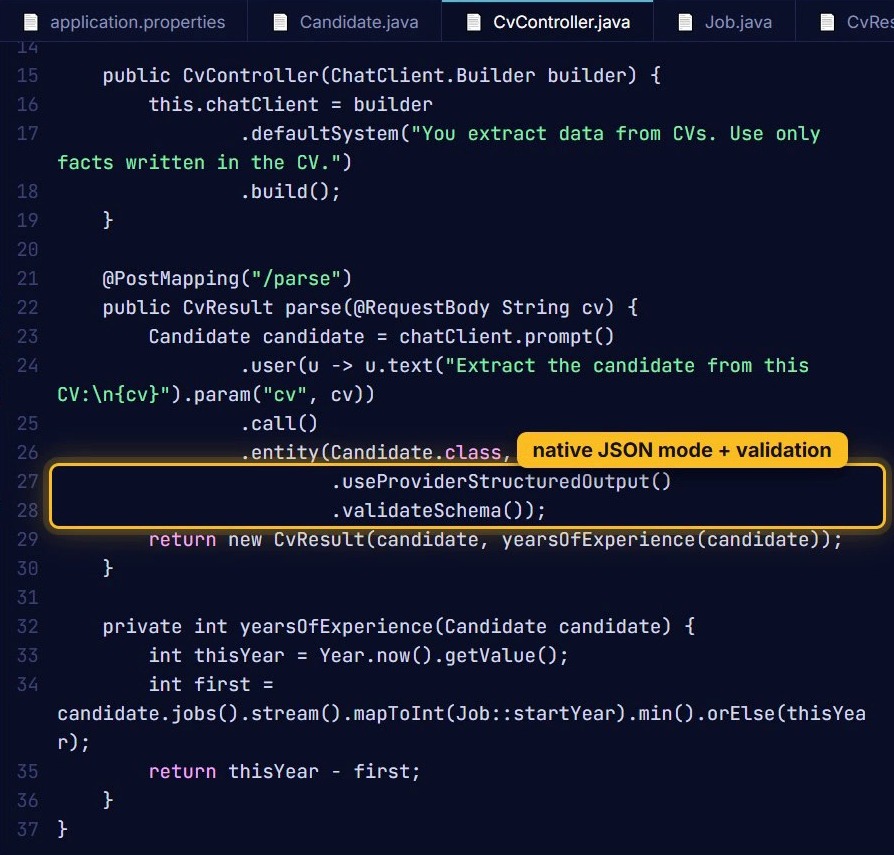 application.properties
Candidate.java
CvController.java
Job.java
CvRes
14
15 public CvController(ChatClient.Builder builder) {
16 this.chatClient = builder
17 .defaultSystem("You extract data from CVs. Use only
facts written in the CV.")
18 .build();
19 }
20
21 @PostMapping("/parse")
22 public CvResult parse(@RequestBody String cv) {
23 Candidate candidate = chatClient.prompt()
24 .user(u -> u.text("Extract the candidate from this
CV:\n{cv}").param("cv", cv))
25 .call()
26 .entity(Candidate.class,
native JSON mode + validation
27 .useProviderStructuredOutput()
28 .validateSchema());
29 return new CvResult(candidate, yearsOfExperience(candidate));
30 }
31
32 private int yearsOfExperience(Candidate candidate) {
33 int thisYear = Year.now().getValue();
34 int first =
candidate.jobs().stream().mapToInt(Job::startYear).min().orElse(thisYea
r);
35 return thisYear - first;
36 }
37 }